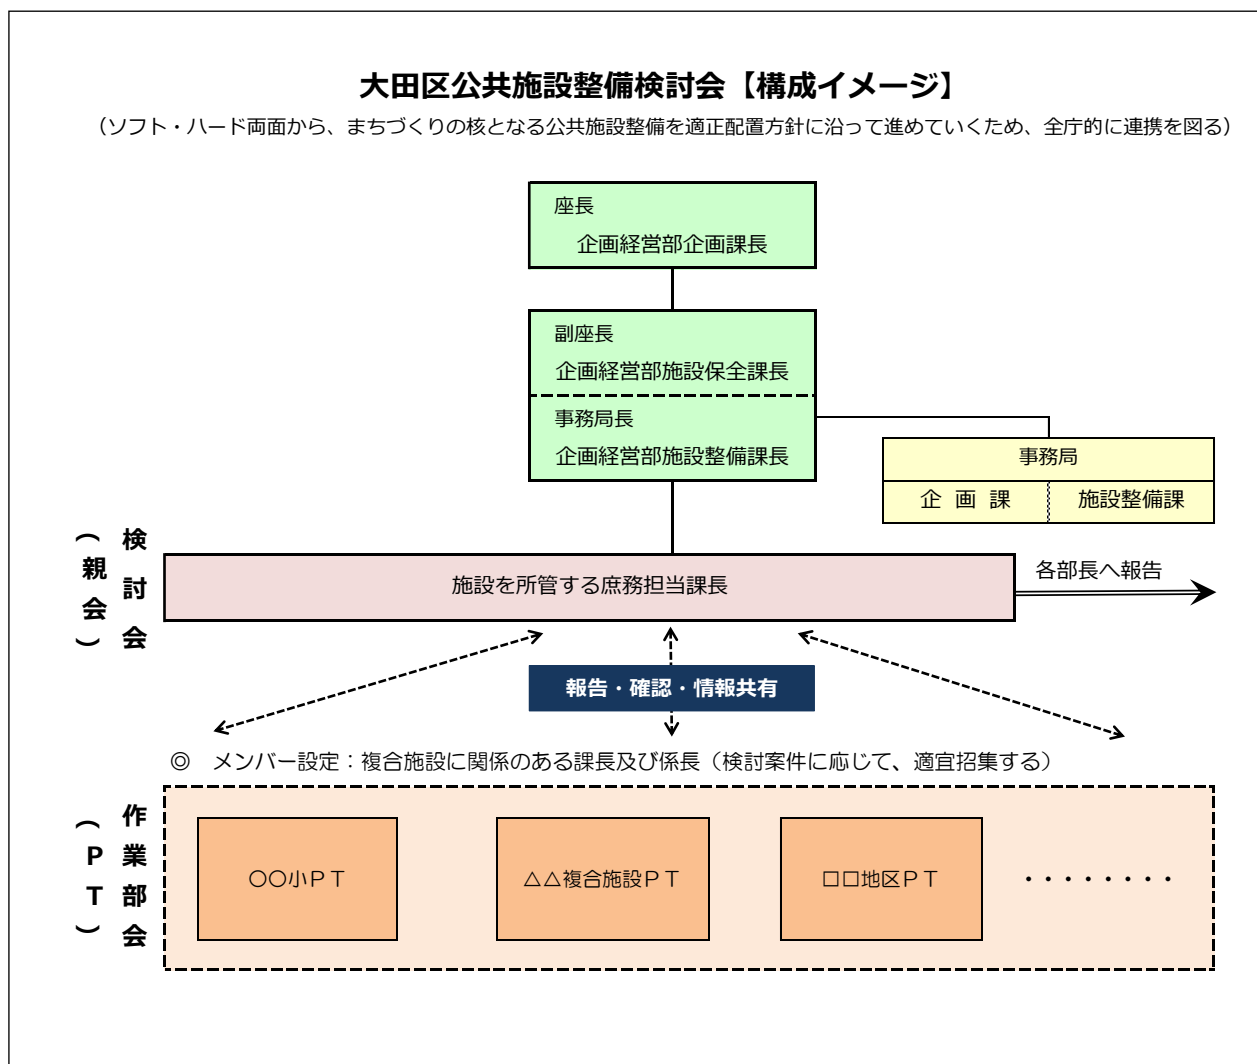 大田区公共施設整備検討会【構成イメージ】
（ソフト・ハード両面から、まちづくりの核となる公共施設整備を適正配置方針に沿って進めていくため、全庁的に連携を図る）
座長
企画経営部企画課長
副座長
企画経営部施設保全課長
事務局長
企画経営部施設整備課長
事務局
企 画 課
施設整備課
検討会
（親会）
施設を所管する庶務担当課長
各部長へ報告
報告・確認・情報共有
◎　メンバー設定：複合施設に関係のある課長及び係長（検討案件に応じて、適宜招集する）
作業部会
（ＰＴ）
○○小ＰＴ
△△複合施設ＰＴ
□□地区ＰＴ
・・・・・・・・